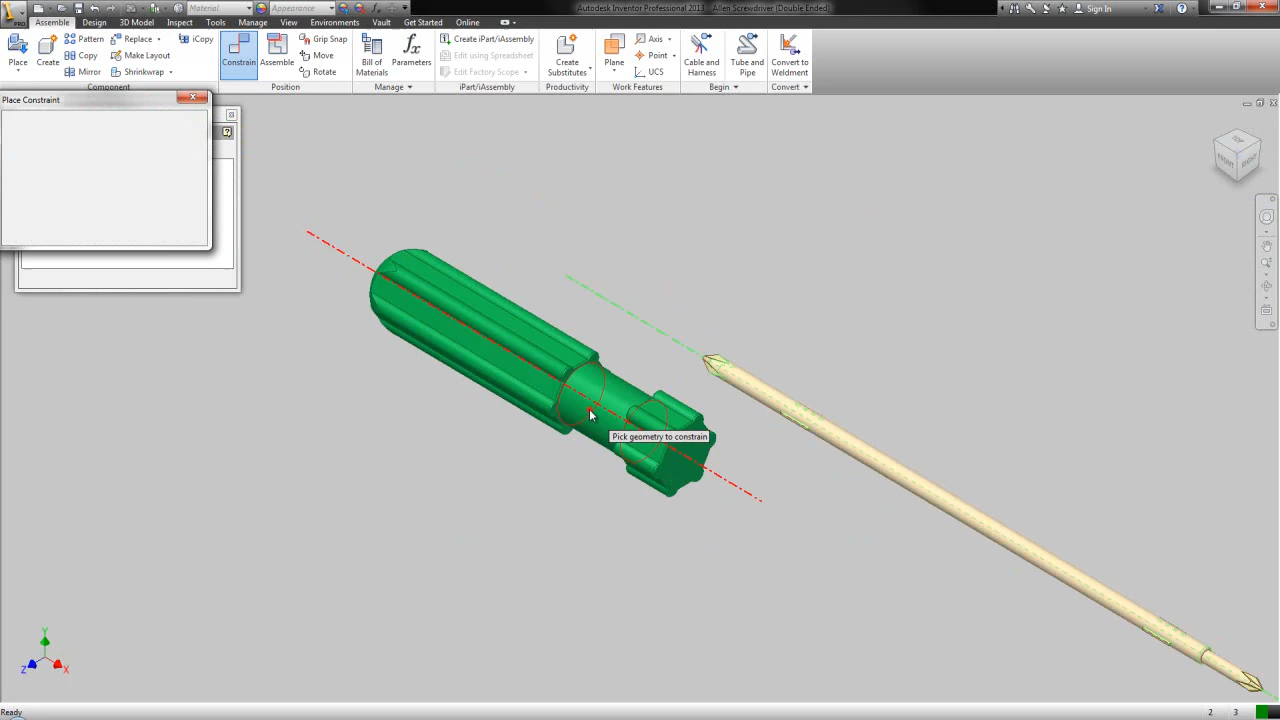 Autodesk Inventor Professional 2013 - Allen Screwdriver (Double Ended)
Material
Appearance
Sign In
PRO
Assemble Design 3D Model Inspect Tools Manage View Environments Vault Get Started Online
Place
Create
Pattern
Copy
Mirror
Replace
Make Layout
Shrinkwrap
iCopy
Component
Constrain
Assemble
Grip Snap
Move
Rotate
Position
Bill of
Materials
Parameters
Manage
Create iPart/iAssembly
Edit using Spreadsheet
Edit Factory Scope
iPart/iAssembly
Create
Substitutes
Productivity
Plane
Axis
Point
UCS
Work Features
Cable and
Harness
Tube and
Pipe
Begin
Convert to
Weldment
Convert
Place Constraint
TOP
FRONT
RIGHT
Pick geometry to constrain
Y
Z
X
Ready
2 3